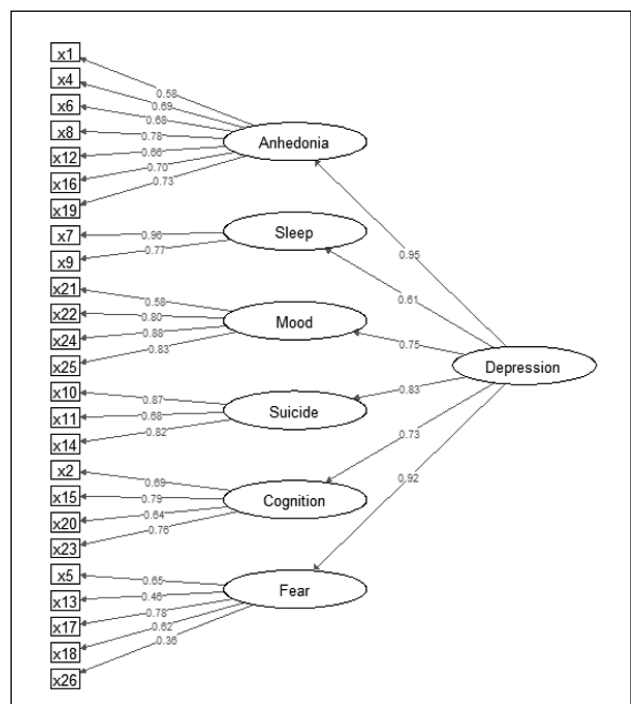 x1
x4
x6
x8
x12
x16
x19
x7
x9
x21
x22
x24
x25
x10
x11
x14
x2
x15
x20
x23
x5
x13
x17
x18
x26
0.58
0.69
0.68
0.78
0.66
0.70
0.73
0.96
0.77
0.58
0.80
0.88
0.83
0.87
0.68
0.82
0.69
0.79
0.64
0.76
0.65
0.46
0.78
0.62
0.36
Anhedonia
Sleep
Mood
Suicide
Cognition
Fear
0.95
0.61
0.75
0.83
0.73
0.92
Depression